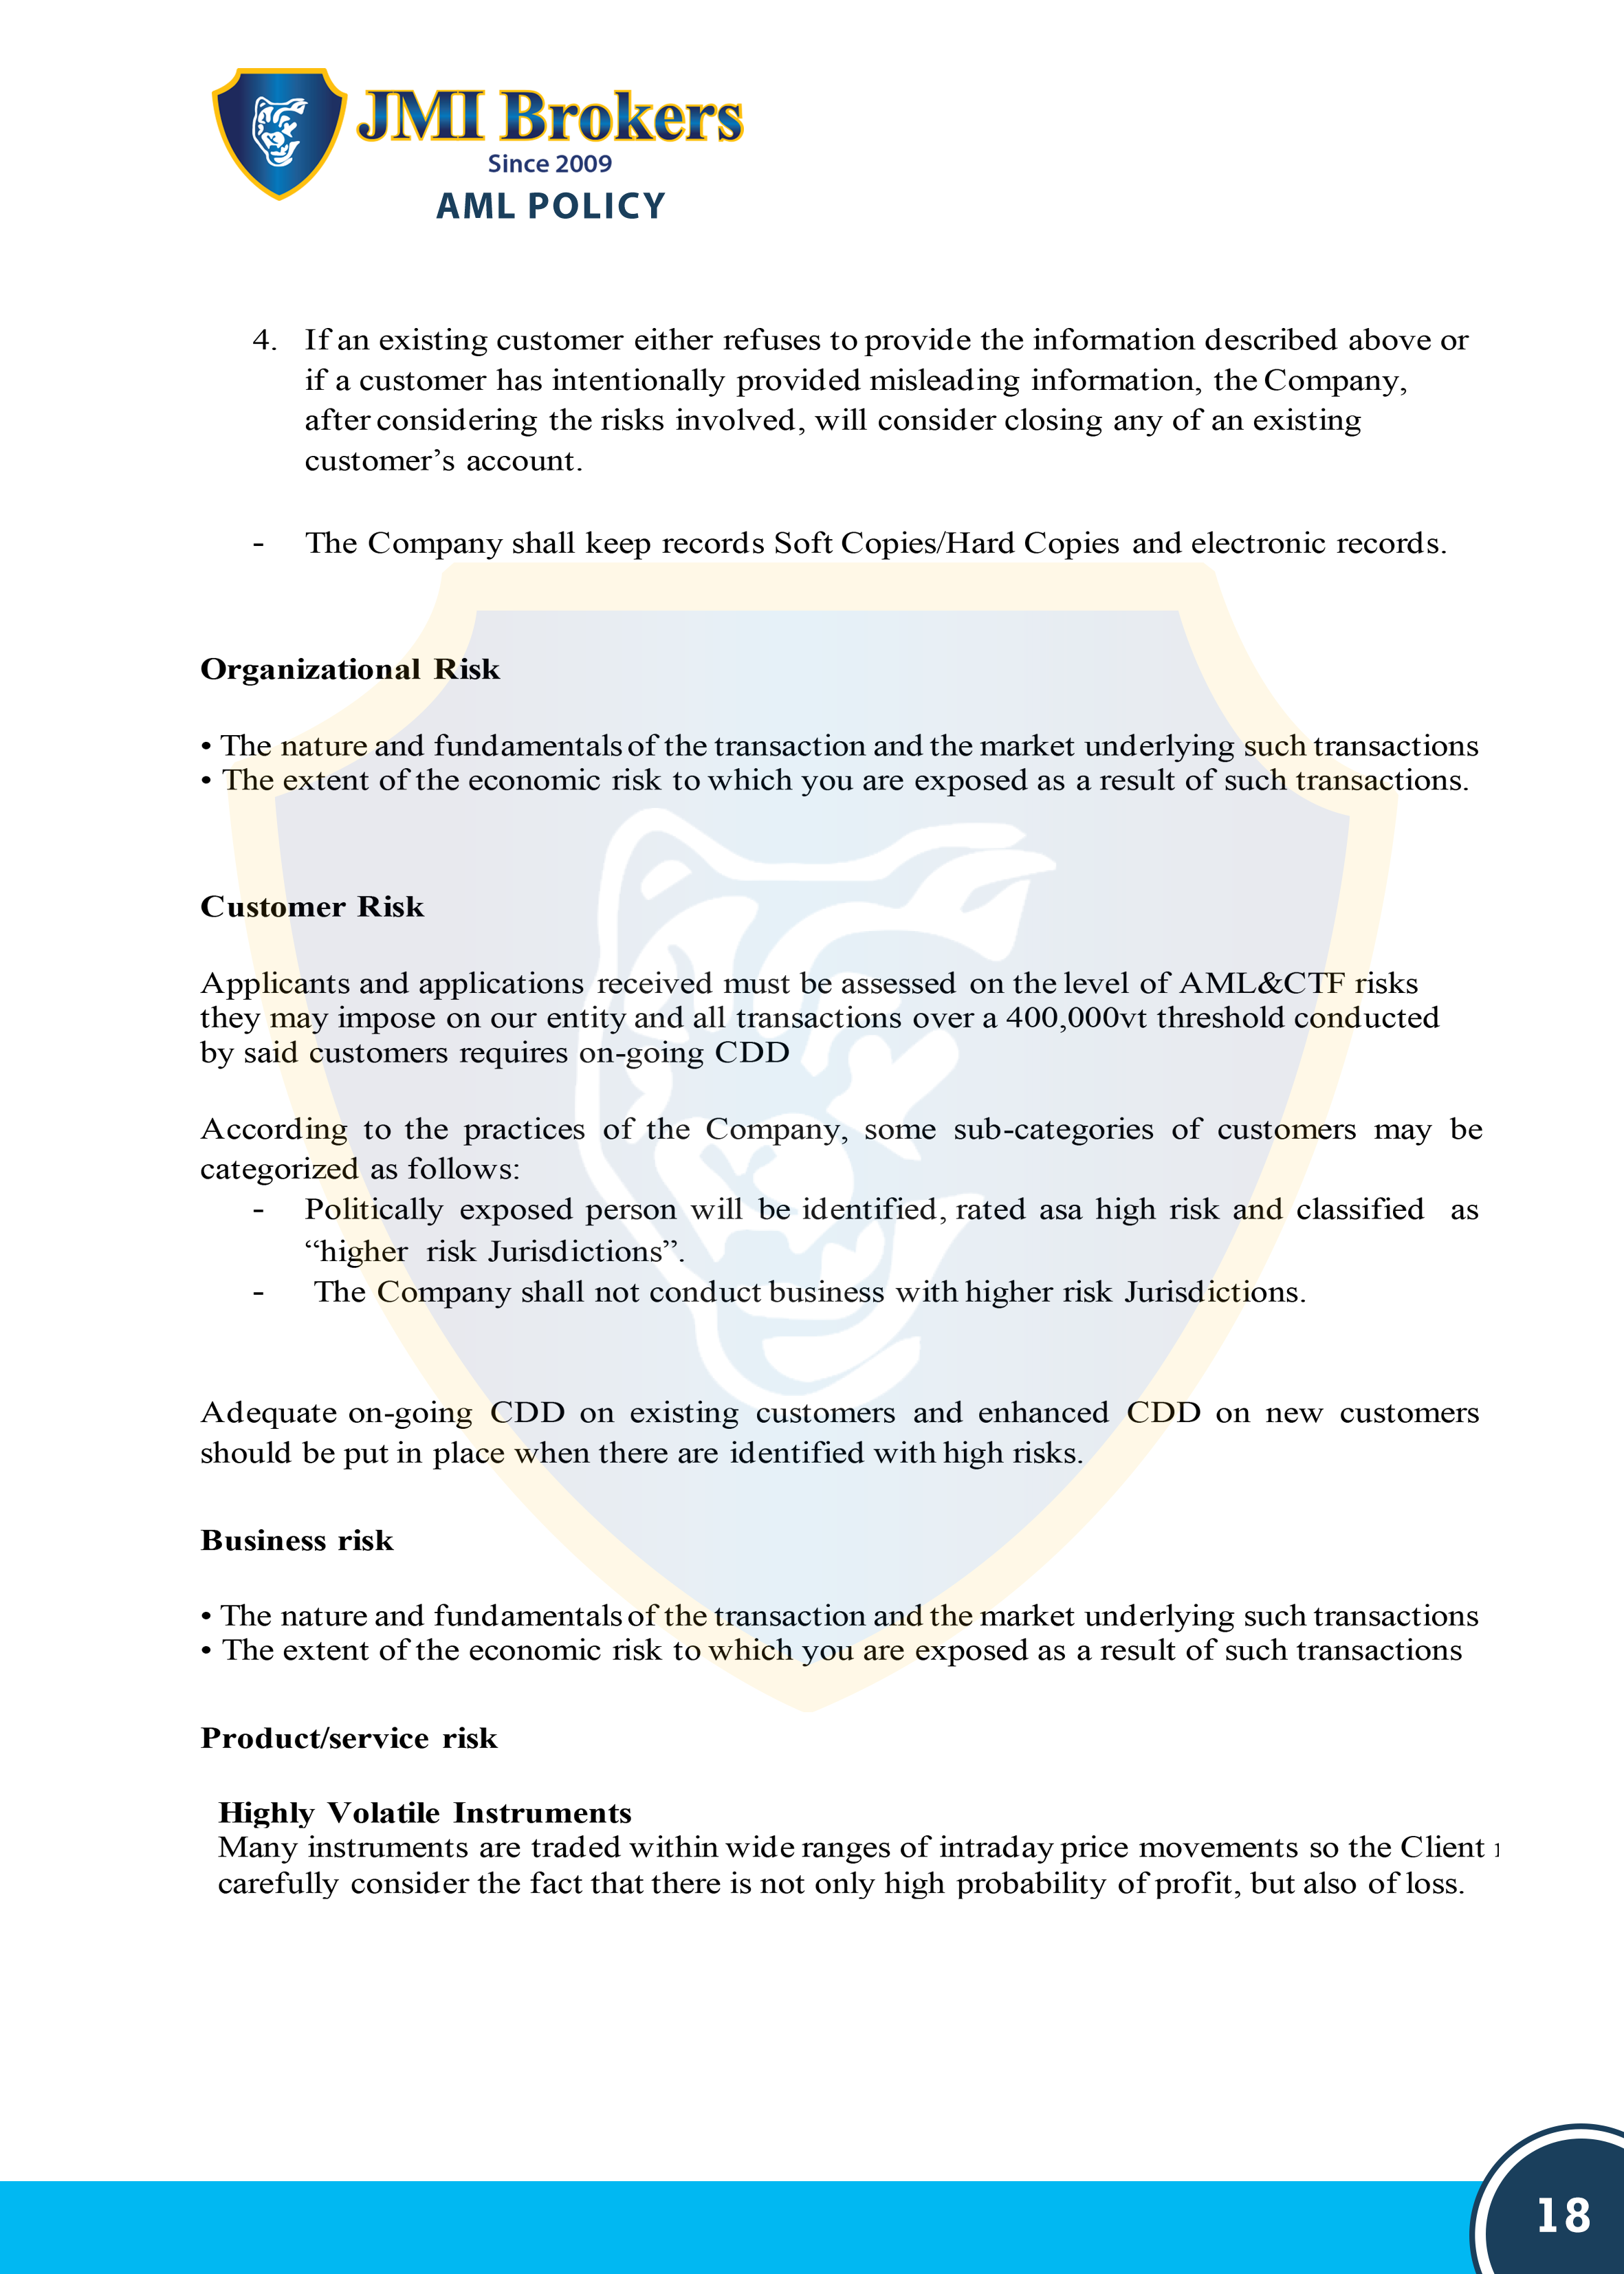 JMI Brokers
Since 2009
AML POLICY
4. If an existing customer either refuses to provide the information described above or
if a customer has intentionally provided misleading information, the Company,
after considering the risks involved, will consider closing any of an existing
customer’s account.
- The Company shall keep records Soft Copies/Hard Copies and electronic records.
Organizational Risk
• The nature and fundamentals of the transaction and the market underlying such transactions
• The extent of the economic risk to which you are exposed as a result of such transactions.
Customer Risk
Applicants and applications received must be assessed on the level of AML&CTF risks
they may impose on our entity and all transactions over a 400,000vt threshold conducted
by said customers requires on-going CDD
According to the practices of the Company, some sub-categories of customers may be
categorized as follows:
- Politically exposed person will be identified, rated asa high risk and classified as
“higher risk Jurisdictions”.
- The Company shall not conduct business with higher risk Jurisdictions.
Adequate on-going CDD on existing customers and enhanced CDD on new customers
should be put in place when there are identified with high risks.
Business risk
• The nature and fundamentals of the transaction and the market underlying such transactions
• The extent of the economic risk to which you are exposed as a result of such transactions
Product/service risk
Highly Volatile Instruments
Many instruments are traded within wide ranges of intraday price movements so the Client
carefully consider the fact that there is not only high probability of profit, but also of loss.
18